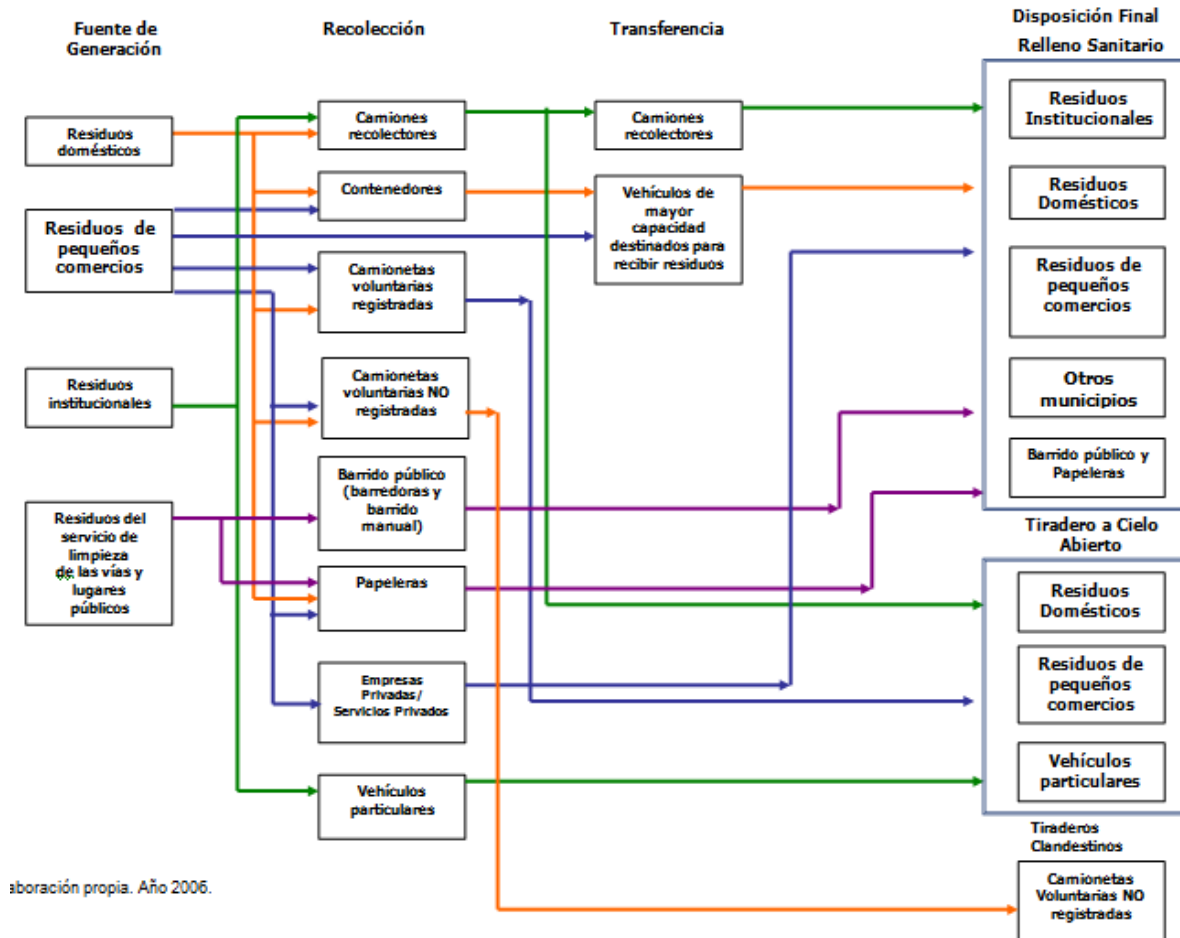 Fuente de
Generación
Recolección
Transferencia
Disposición Final
Relleno Sanitario
Residuos
domésticos
Residuos de
pequeños
comercios
Residuos
institucionales
Residuos del
servicio de
limpieza
de las vías y
lugares
públicos
Camiones
recolectores
Contenedores
Camionetas
voluntarias
registradas
Camionetas
voluntarias NO
registradas
Barrido público
(barredoras y
barrido
manual)
Papeleras
Empresas
Privadas/
Servicios Privados
Vehículos
particulares
Camiones
recolectores
Vehículos de
mayor
capacidad
destinados para
recibir residuos
Residuos
Institucionales
Residuos
Domésticos
Residuos de
pequeños
comercios
Otros
municipios
Barrido público y
Papeleras
Tiradero a Cielo
Abierto
Residuos
Domésticos
Residuos de
pequeños
comercios
Vehículos
particulares
Tiraderos
Clandestinos
Camionetas
Voluntarias NO
registradas
aboración propia. Año 2006.